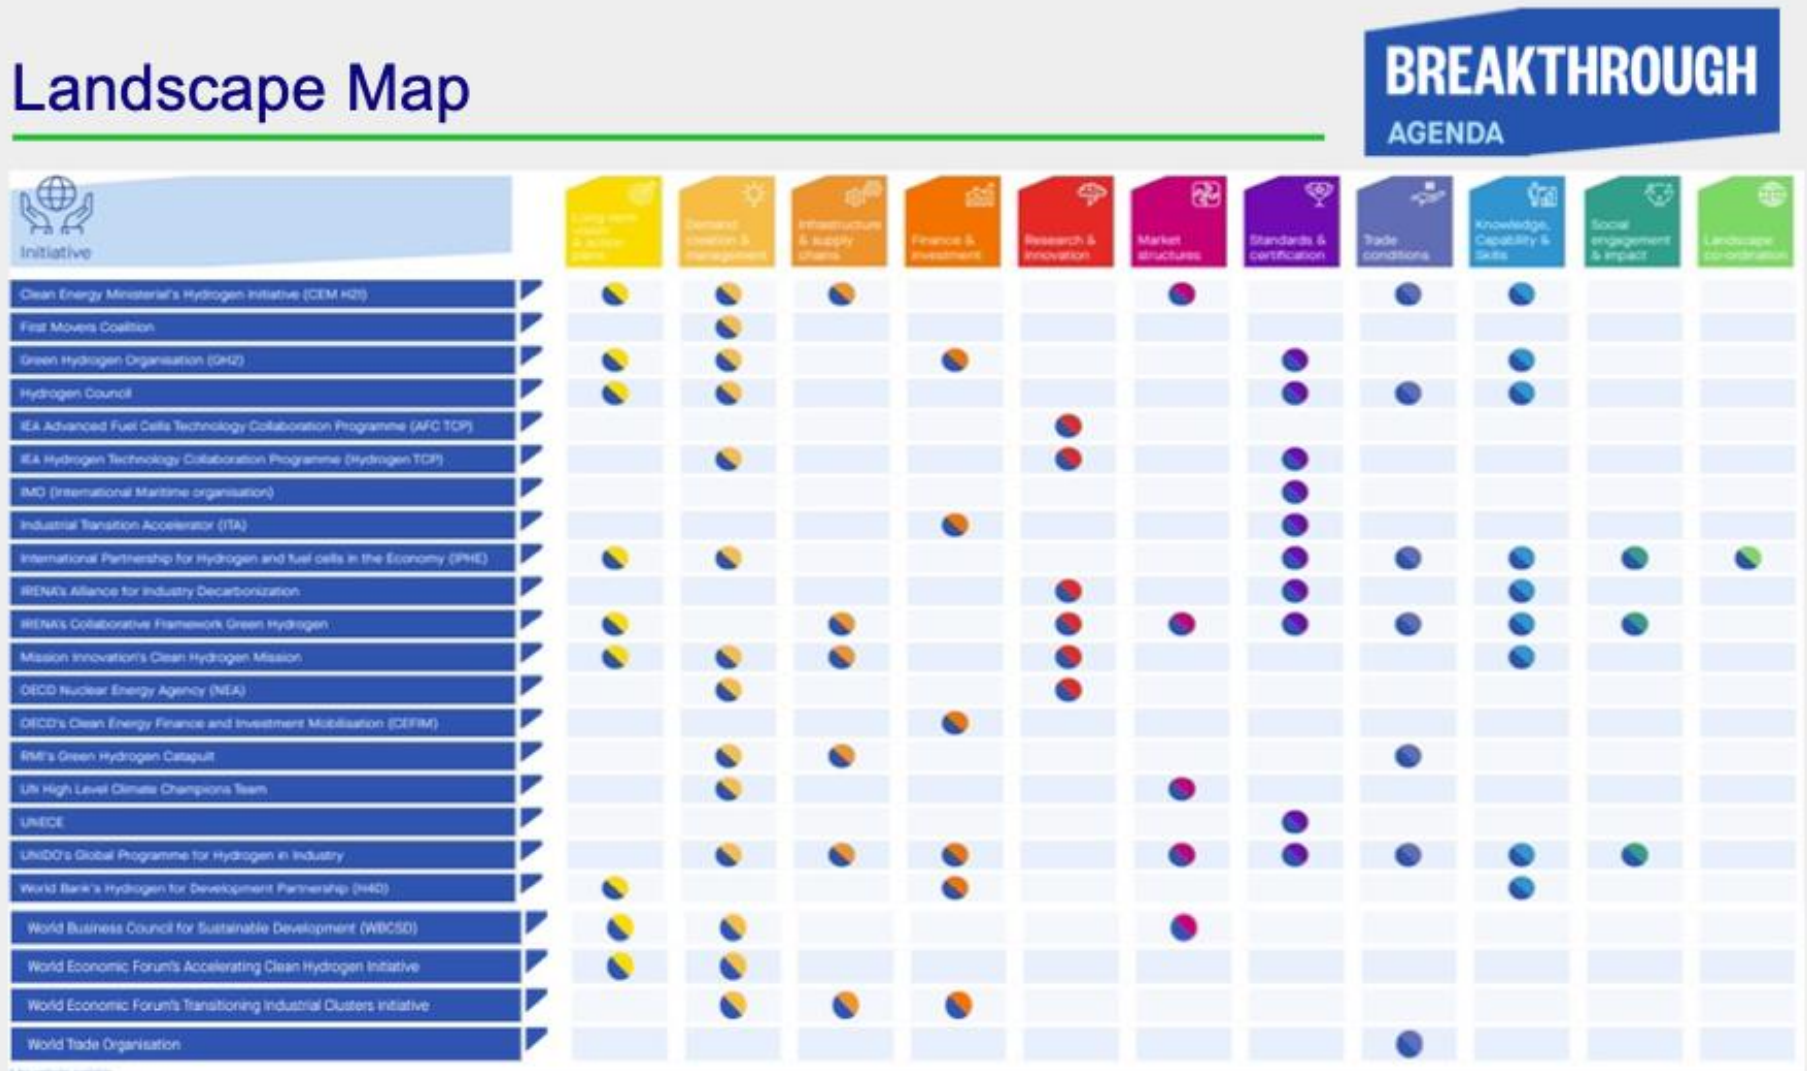 Landscape Map
BREAKTHROUGH
AGENDA
Initiative
Long-term
vision
& action
plans
Demand
creation &
management
Infrastructure
& supply
chains
Finance &
investment
Research &
innovation
Market
structures
Standards &
certification
Trade
conditions
Knowledge,
Capability &
Skills
Social
engagement
& impact
Landscape
co-ordination
Clean Energy Ministerial's Hydrogen Initiative (CEM H2I)
First Movers Coalition
Green Hydrogen Organisation (GH2)
Hydrogen Council
IEA Advanced Fuel Cells Technology Collaboration Programme (AFC TCP)
IEA Hydrogen Technology Collaboration Programme (Hydrogen TCP)
IMO (International Maritime organisation)
Industrial Transition Accelerator (ITA)
International Partnership for Hydrogen and fuel cells in the Economy (IPHE)
IRENA's Alliance for Industry Decarbonization
IRENA's Collaborative Framework Green Hydrogen
Mission Innovation's Clean Hydrogen Mission
OECD Nuclear Energy Agency (NEA)
OECD's Clean Energy Finance and Investment Mobilisation (CEFIM)
RMI's Green Hydrogen Catapult
UN High Level Climate Champions Team
UNECE
UNIDO's Global Programme for Hydrogen in Industry
World Bank's Hydrogen for Development Partnership (H4D)
World Business Council for Sustainable Development (WBCSD)
World Economic Forum's Accelerating Clean Hydrogen Initiative
World Economic Forum's Transitioning Industrial Clusters initiative
World Trade Organisation